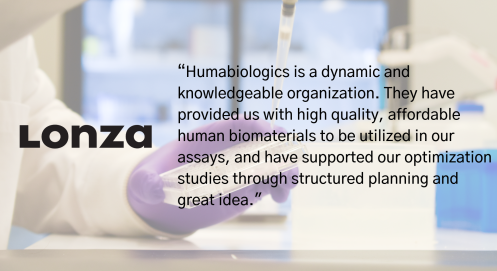 Lonza
“Humabiologics is a dynamic and
knowledgeable organization. They have
provided us with high quality, affordable
human biomaterials to be utilized in our
assays, and have supported our optimization
studies through structured planning and
great idea.”